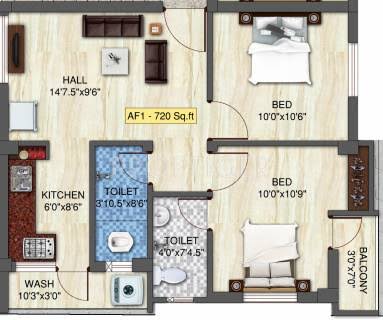 HALL
14'7.5"x9'6"
AF1 - 720 Sq.ft
BED
10'0"x10'6"
KITCHEN
6'0"x8'6"
TOILET
3'10.5"x8'6"
BED
10'0"x10'9"
TOILET
4'0"x7'4.5"
BALCONY
3'0"x7'0"
WASH
10'3"x3'0"